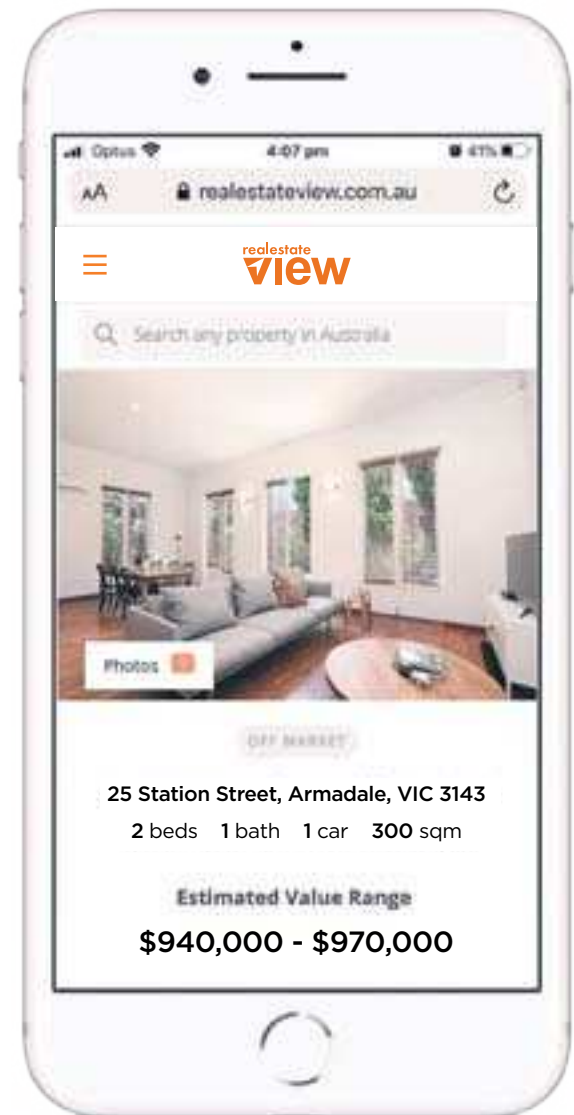 Optus 4:07 pm 41%
AA realestateview.com.au
realestate
view
Search any property in Australia
Photos
OFF MARKET
25 Station Street, Armadale, VIC 3143
2 beds 1 bath 1 car 300 sqm
Estimated Value Range
$940,000 - $970,000